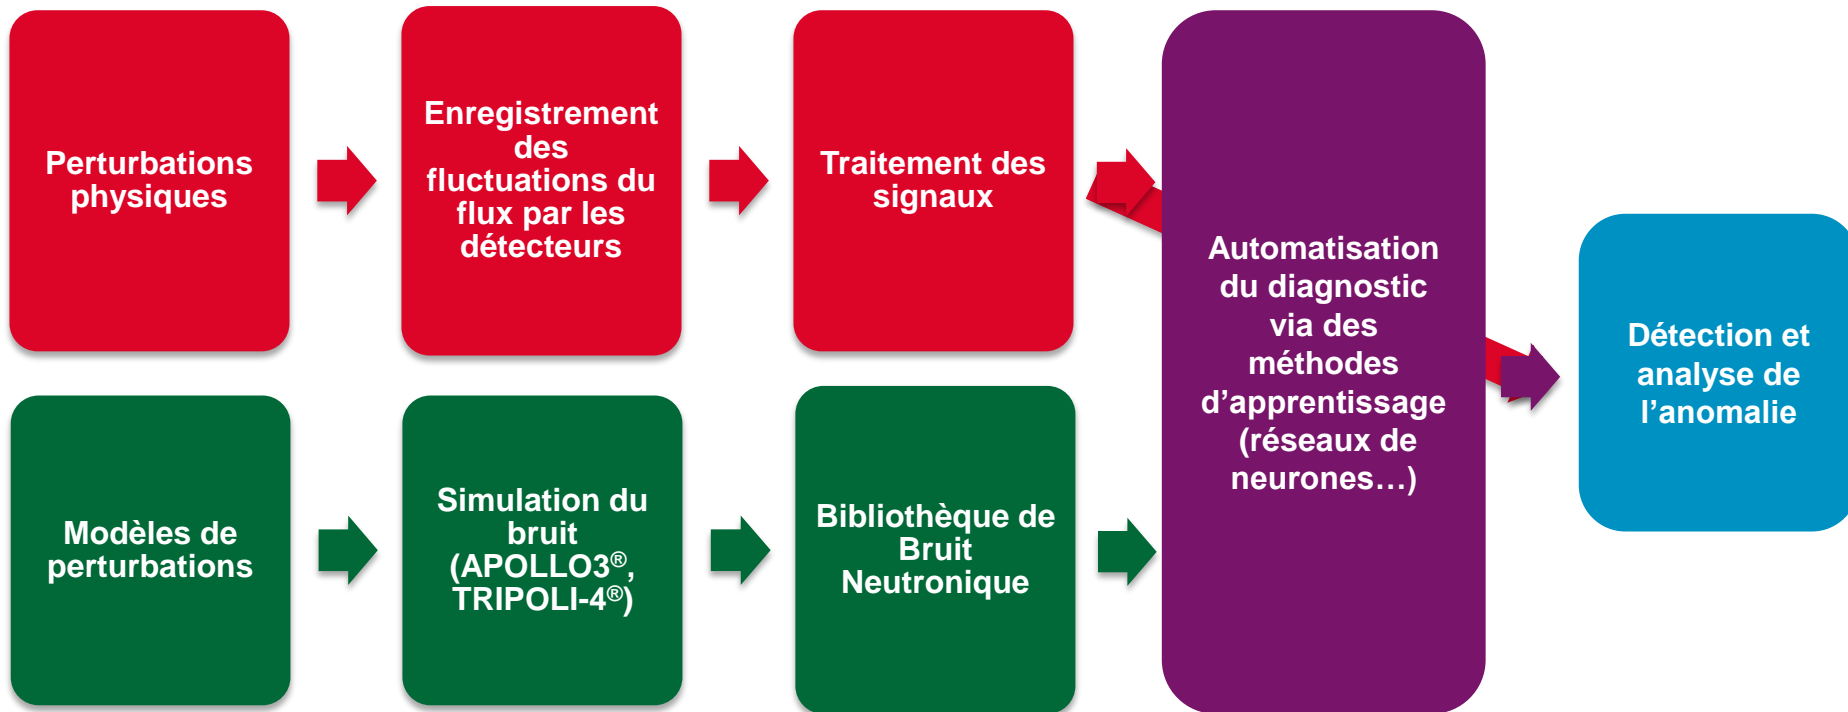 Perturbations
physiques
Enregistrement
des
fluctuations du
flux par les
détecteurs
Traitement des
signaux
Automatisation
du diagnostic
via des
méthodes
d’apprentissage
(réseaux de
neurones…)
Détection et
analyse de
l’anomalie
Modèles de
perturbations
Simulation du
bruit
(APOLLO3®,
TRIPOLI-4®)
Bibliothèque de
Bruit
Neutronique